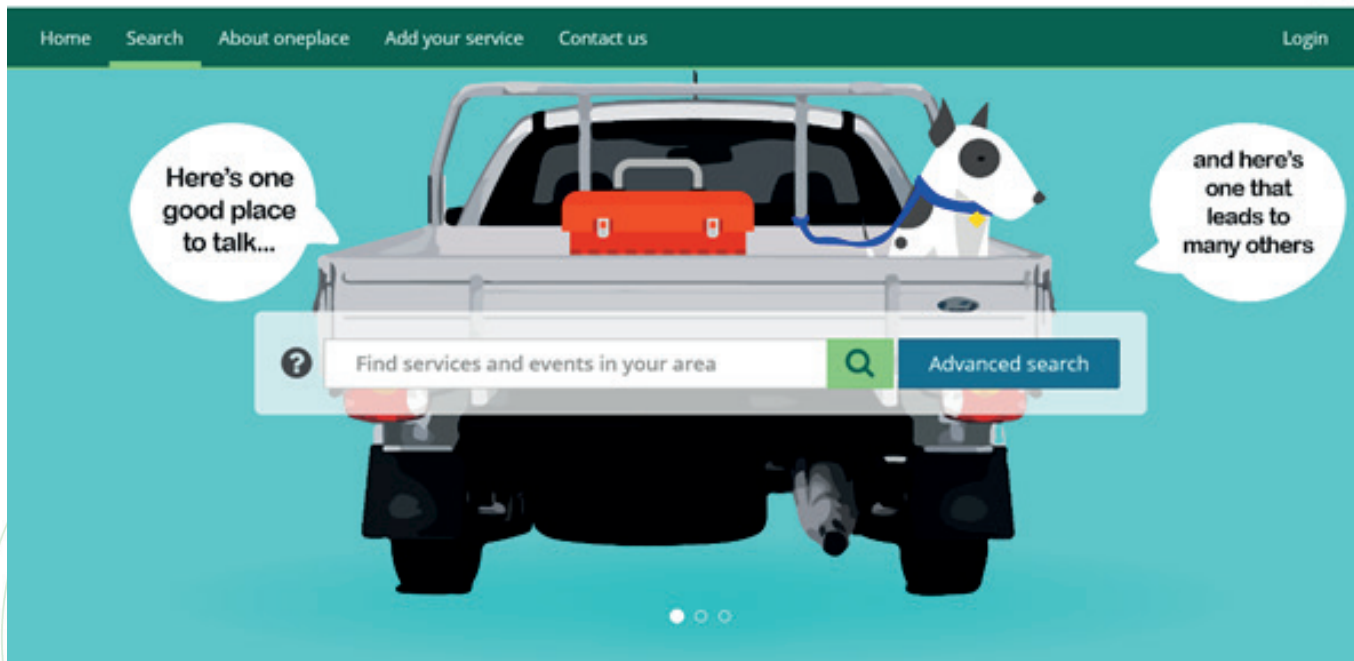 Home Search About oneplace Add your service Contact us Login
Here's one
good place
to talk...
and here's
one that
leads to
many others
Find services and events in your area
Advanced search